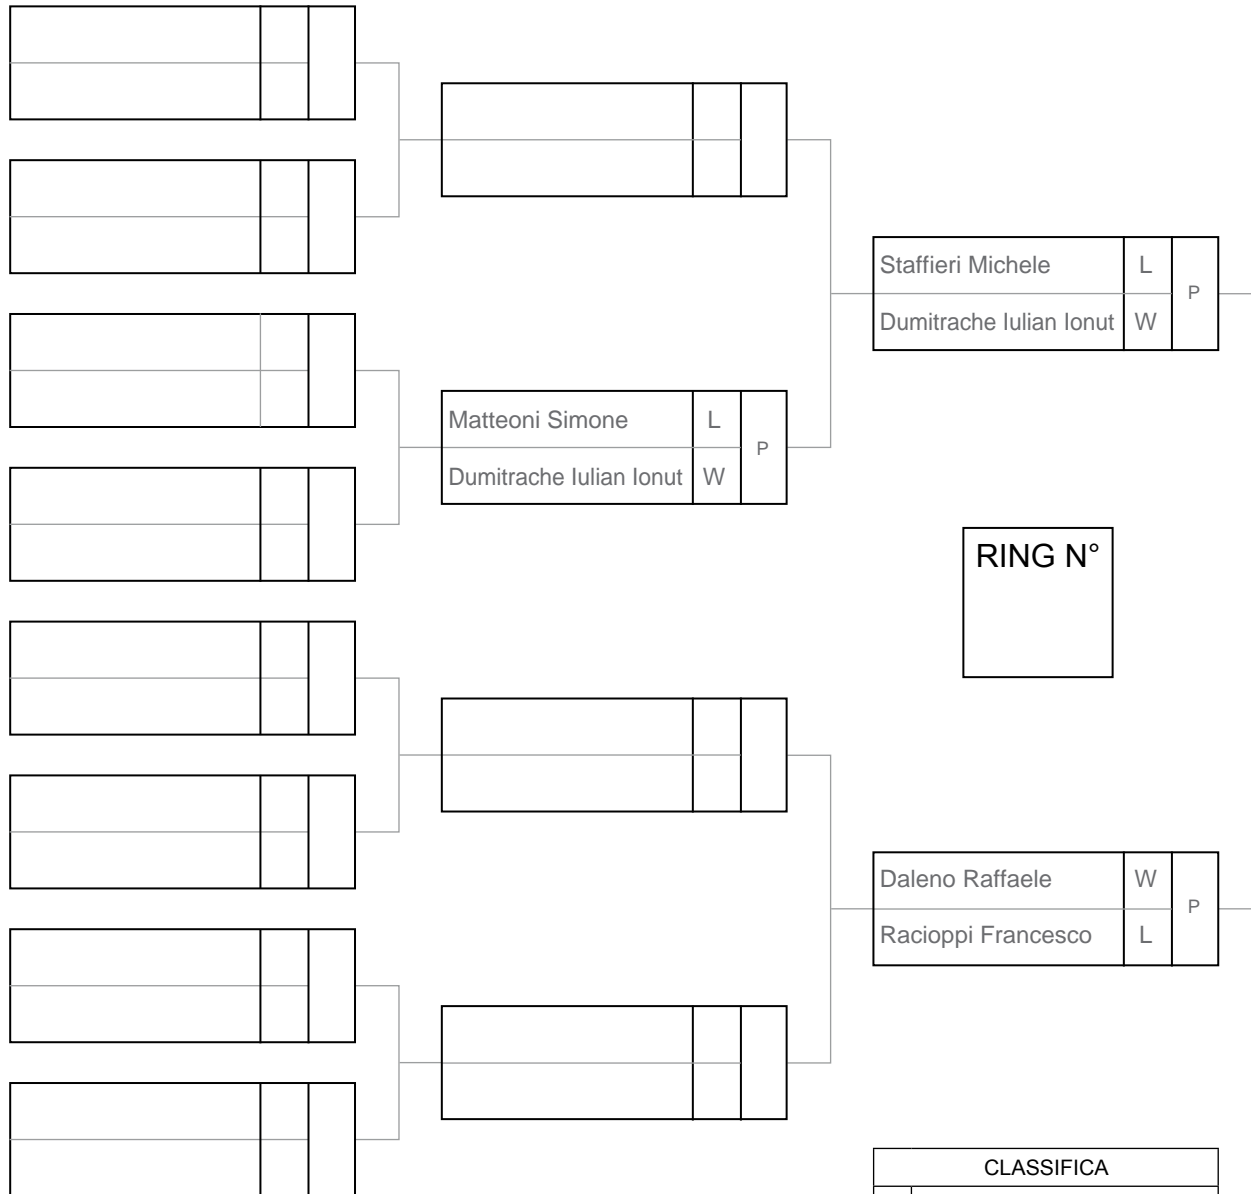 Staffieri Michele L
P
Dumitrache Iulian Ionut W
Matteoni Simone L
P
Dumitrache Iulian Ionut W
RING N°
Daleno Raffaele W
P
Racioppi Francesco L
CLASSIFICA